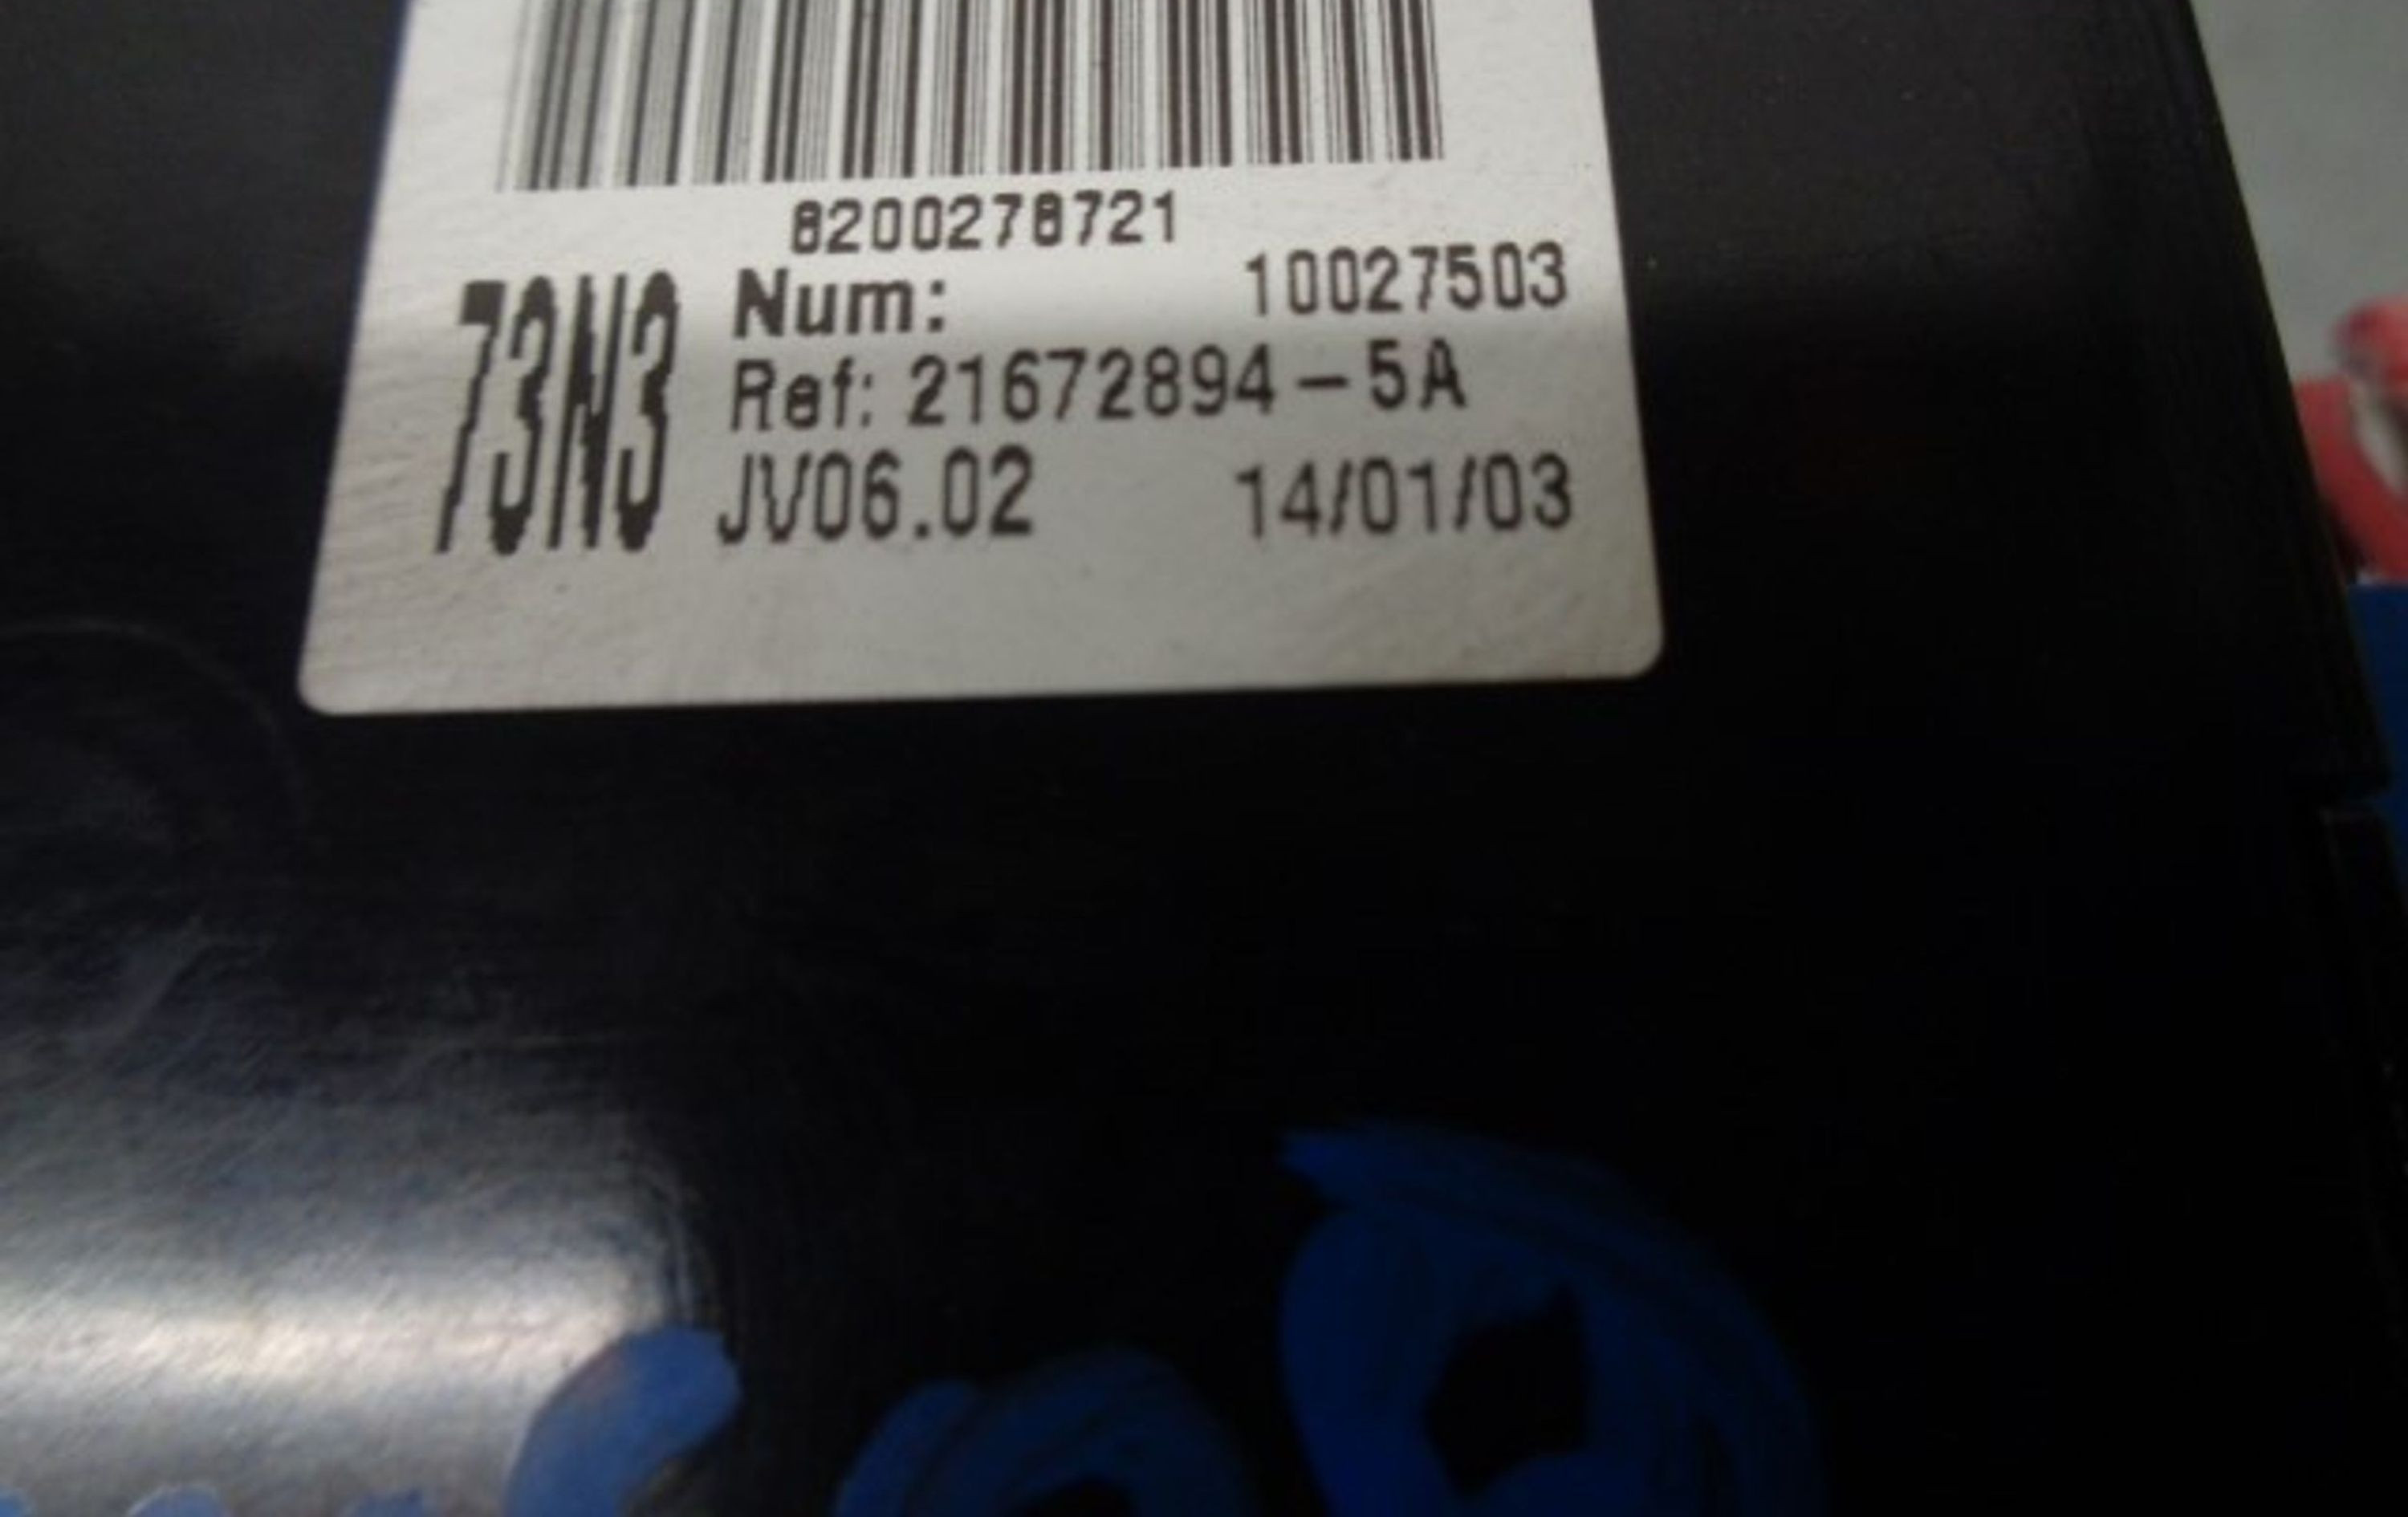 8200278721
73N3
Num: 10027503
Ref: 21672894-5A
JV06.02 14/01/03